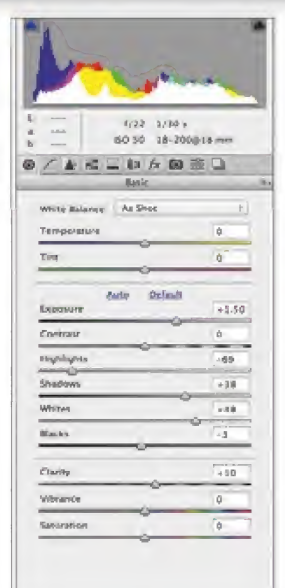 L ---
a ---
b ---
f/22 1/30 s
ISO 50 18-200@18 mm
Basic
White Balance As Shot
Temperature 0
Tint 0
Auto Default
Exposure +1.50
Contrast 0
Highlights -69
Shadows +38
Whites +48
Blacks -3
Clarity +10
Vibrance 0
Saturation 0